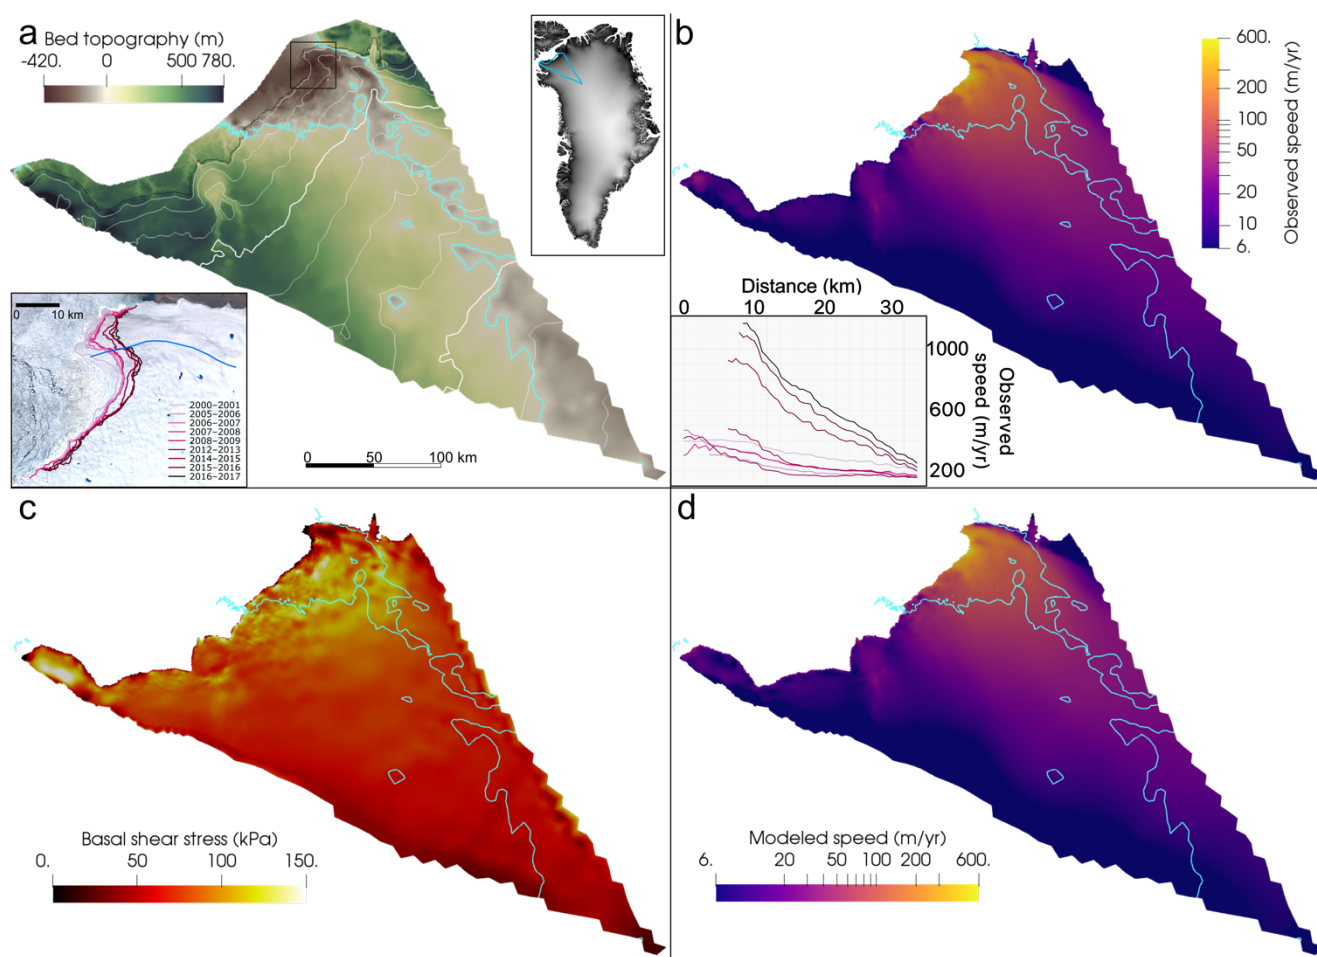 a
Bed topography (m)
-420. 0 500 780.
0 10 km
2000-2001
2005-2006
2006-2007
2007-2008
2008-2009
2012-2013
2014-2015
2015-2016
2016-2017
0 50 100 km
b
600.
200
100
50
20
10
6.
Observed speed (m/yr)
Distance (km)
0 10 20 30
1000
600
200
Observed
speed (m/yr)
c
Basal shear stress (kPa)
0. 50 100 150.
d
Modeled speed (m/yr)
6. 20 50 100 200 600.